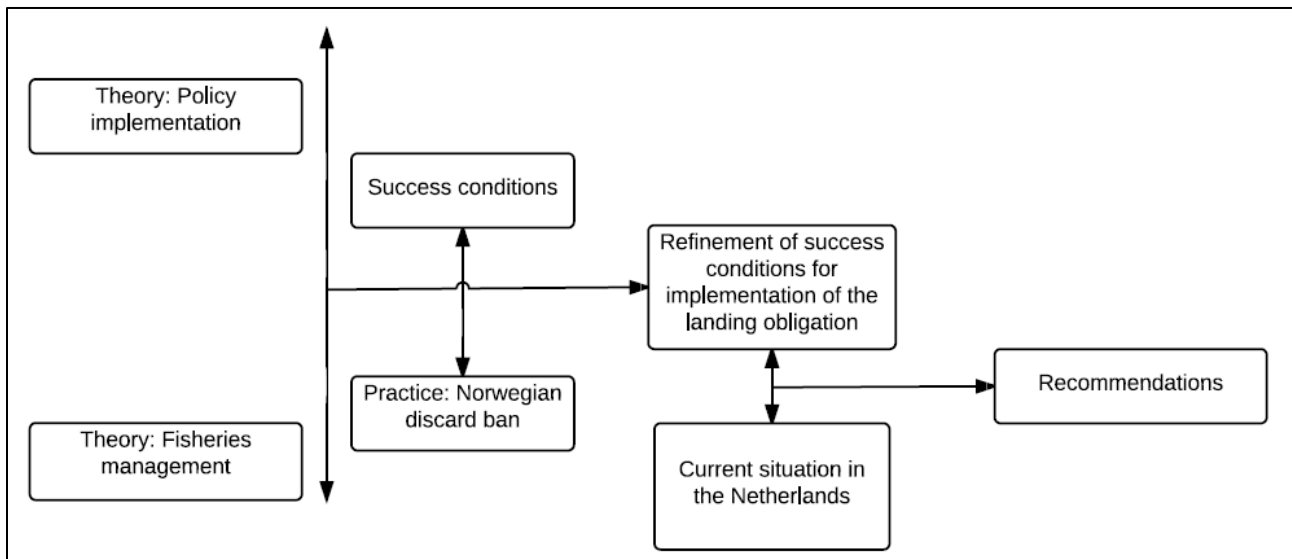 Theory: Policy
implementation
Success conditions
Refinement of success
conditions for
implementation of the
landing obligation
Practice: Norwegian
discard ban
Recommendations
Theory: Fisheries
management
Current situation in
the Netherlands